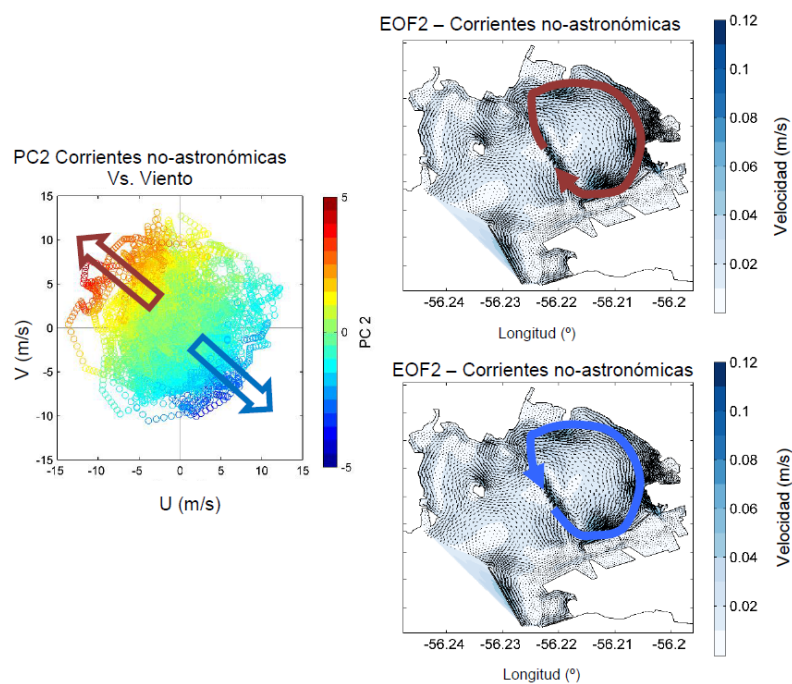 EOF2 – Corrientes no-astronómicas
0.12
0.1
0.08
0.06
0.04
0.02
Velocidad (m/s)
-56.24 -56.23 -56.22 -56.21 -56.2
Longitud (º)
PC2 Corrientes no-astronómicas
Vs. Viento
15
10
5
0
-5
-10
-15
-15 -10 -5 0 5 10 15
V (m/s)
U (m/s)
5
0
-5
PC 2
EOF2 – Corrientes no-astronómicas
0.12
0.1
0.08
0.06
0.04
0.02
Velocidad (m/s)
-56.24 -56.23 -56.22 -56.21 -56.2
Longitud (º)